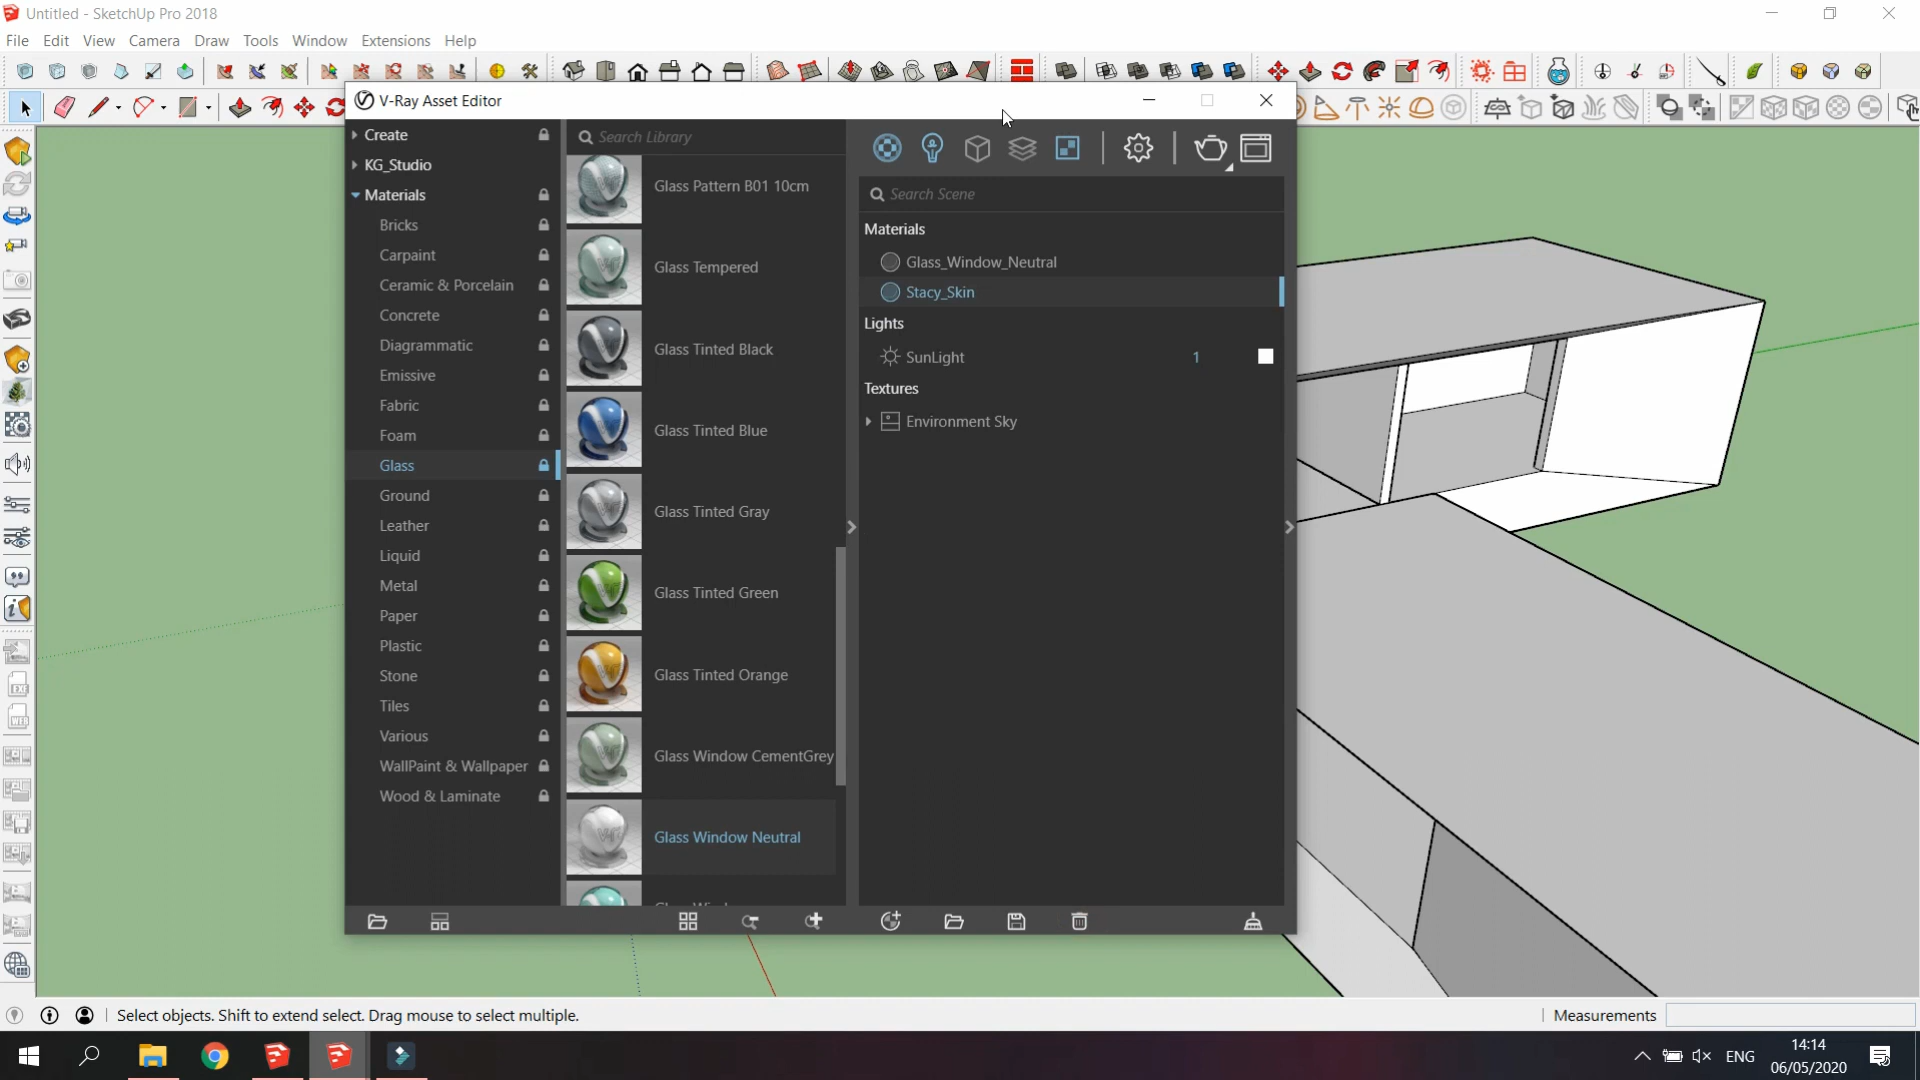 Untitled - SketchUp Pro 2018
File Edit View Camera Draw Tools Window Extensions Help
V-Ray Asset Editor
Create
KG_Studio
Materials
Bricks
Carpaint
Ceramic & Porcelain
Concrete
Diagrammatic
Emissive
Fabric
Foam
Glass
Ground
Leather
Liquid
Metal
Paper
Plastic
Stone
Tiles
Various
WallPaint & Wallpaper
Wood & Laminate
Search Library
Glass Pattern B01 10cm
Glass Tempered
Glass Tinted Black
Glass Tinted Blue
Glass Tinted Gray
Glass Tinted Green
Glass Tinted Orange
Glass Window CementGrey
Glass Window Neutral
Search Scene
Materials
Glass_Window_Neutral
Stacy_Skin
Lights
SunLight 1
Textures
Environment Sky
Select objects. Shift to extend select. Drag mouse to select multiple.
Measurements
ENG
14:14
06/05/2020